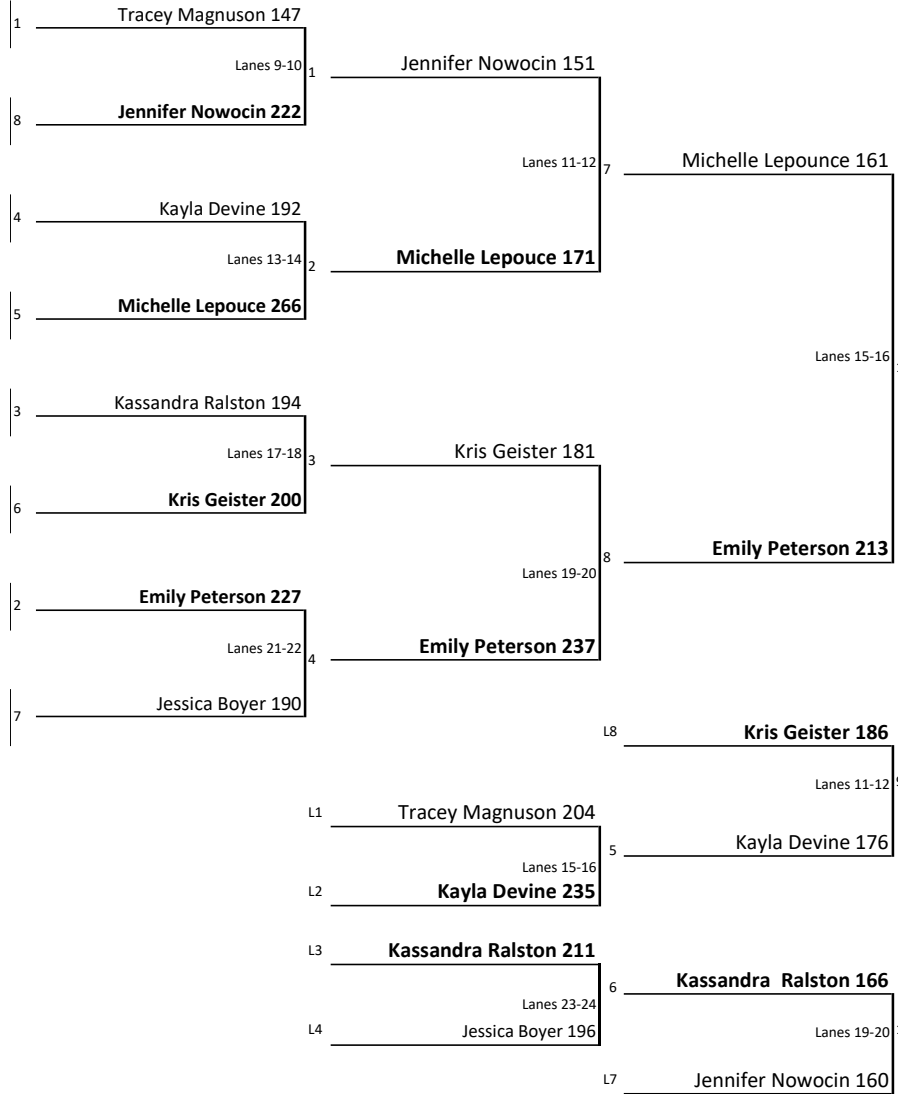 1
Tracey Magnuson 147
Lanes 9-10
1
Jennifer Nowocin 151
8
Jennifer Nowocin 222
Lanes 11-12
7
Michelle Lepounce 161
4
Kayla Devine 192
Lanes 13-14
2
Michelle Lepouce 171
5
Michelle Lepouce 266
Lanes 15-16
3
Kassandra Ralston 194
Lanes 17-18
3
Kris Geister 181
6
Kris Geister 200
Lanes 19-20
8
Emily Peterson 213
2
Emily Peterson 227
Lanes 21-22
4
Emily Peterson 237
7
Jessica Boyer 190
L8
Kris Geister 186
Lanes 11-12
L1
Tracey Magnuson 204
Lanes 15-16
5
Kayla Devine 176
L2
Kayla Devine 235
L3
Kassandra Ralston 211
Lanes 23-24
6
Kassandra  Ralston 166
L4
Jessica Boyer 196
Lanes 19-20
L7
Jennifer Nowocin 160